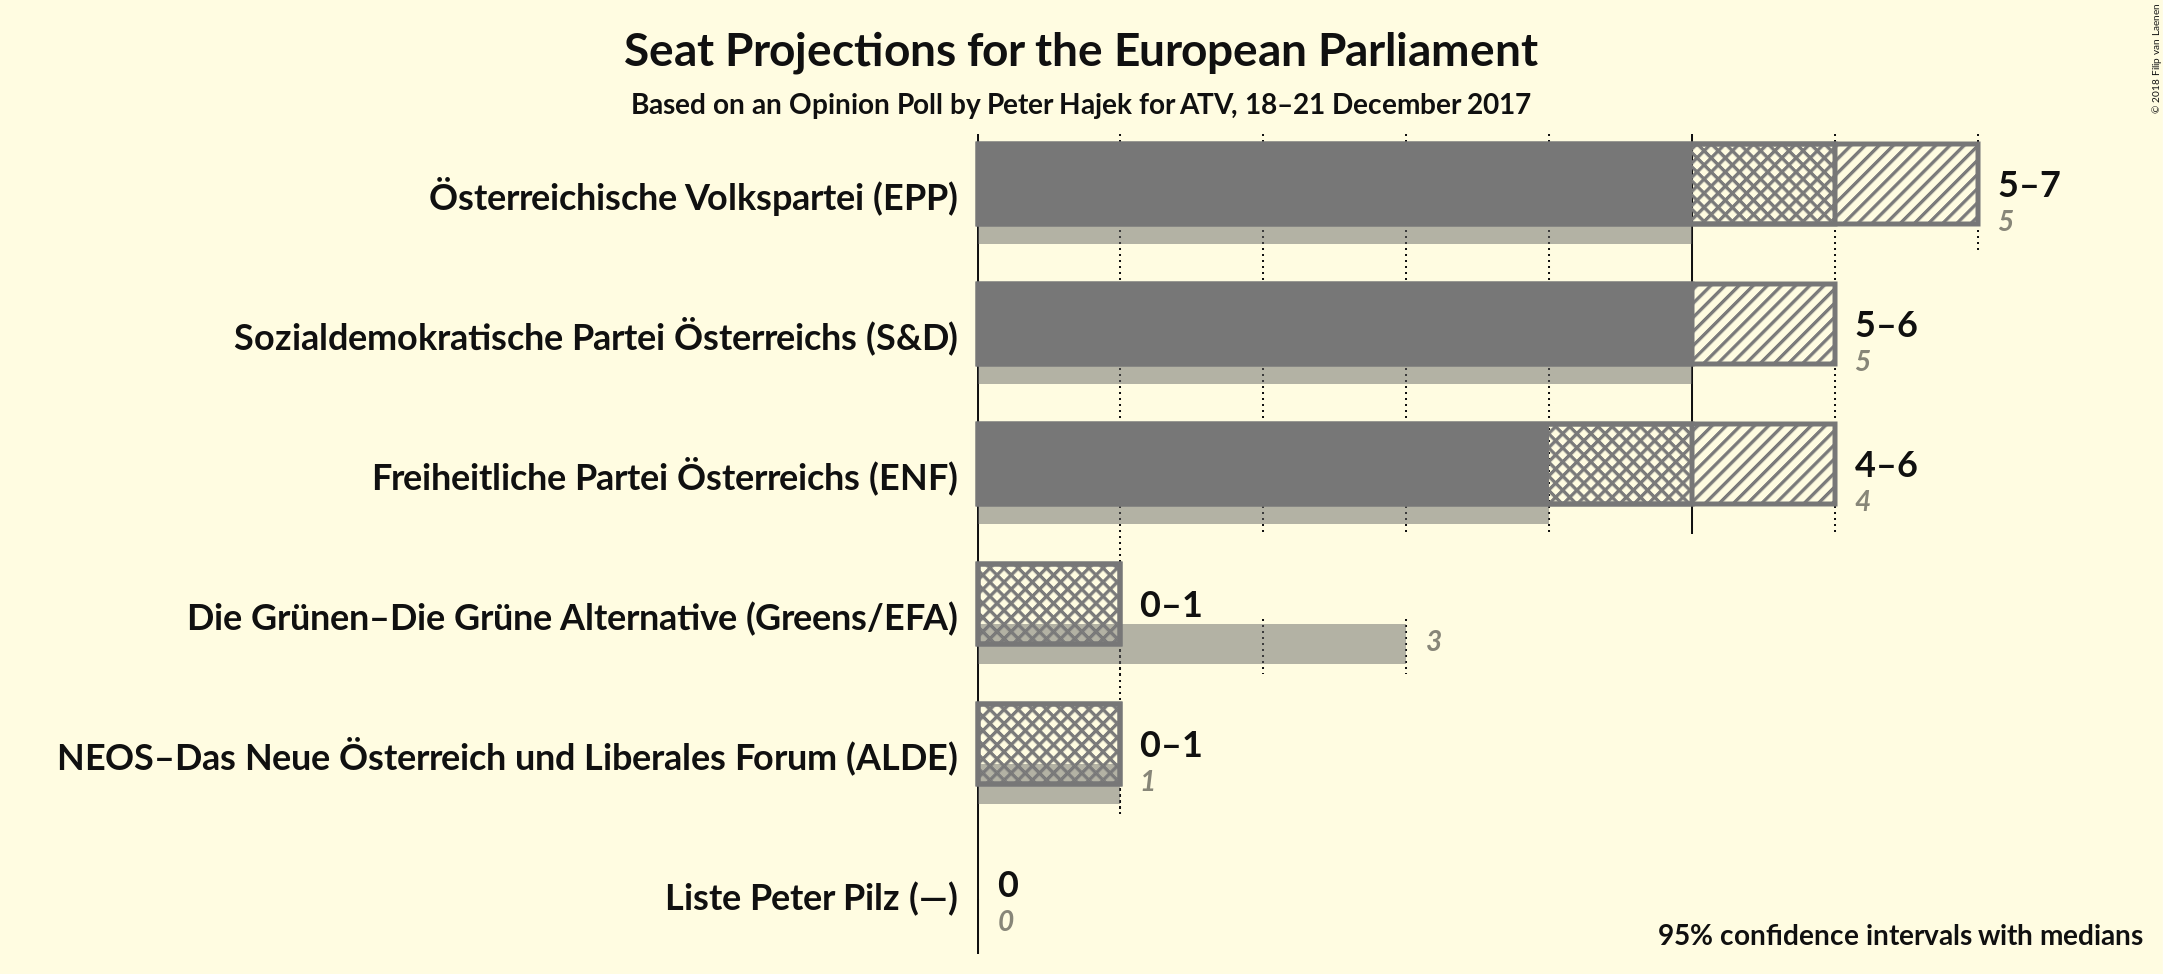 Seat Projections for the European Parliament
Based on an Opinion Poll by Peter Hajek for ATV, 18–21 December 2017
© 2018 Filip van Laenen
Österreichische Volkspartei (EPP)
5–7
5
Sozialdemokratische Partei Österreichs (S&D)
5–6
5
Freiheitliche Partei Österreichs (ENF)
4–6
4
Die Grünen–Die Grüne Alternative (Greens/EFA)
0–1
3
NEOS–Das Neue Österreich und Liberales Forum (ALDE)
0–1
1
Liste Peter Pilz (—)
0
0
95% confidence intervals with medians